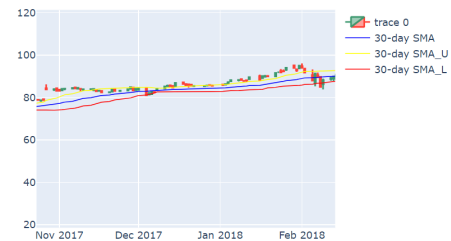 120
100
80
60
40
20
Nov 2017 Dec 2017 Jan 2018 Feb 2018
trace 0
30-day SMA
30-day SMA_U
30-day SMA_L